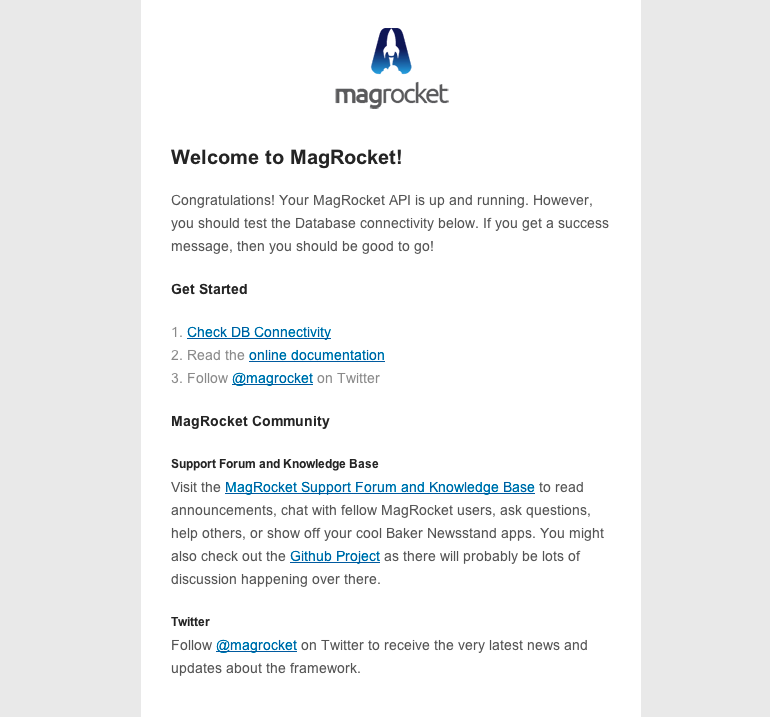 magrocket
Welcome to MagRocket!
Congratulations! Your MagRocket API is up and running. However,
you should test the Database connectivity below. If you get a success
message, then you should be good to go!
Get Started
1. Check DB Connectivity
2. Read the online documentation
3. Follow @magrocket on Twitter
MagRocket Community
Support Forum and Knowledge Base
Visit the MagRocket Support Forum and Knowledge Base to read
announcements, chat with fellow MagRocket users, ask questions,
help others, or show off your cool Baker Newsstand apps. You might
also check out the Github Project as there will probably be lots of
discussion happening over there.
Twitter
Follow @magrocket on Twitter to receive the very latest news and
updates about the framework.